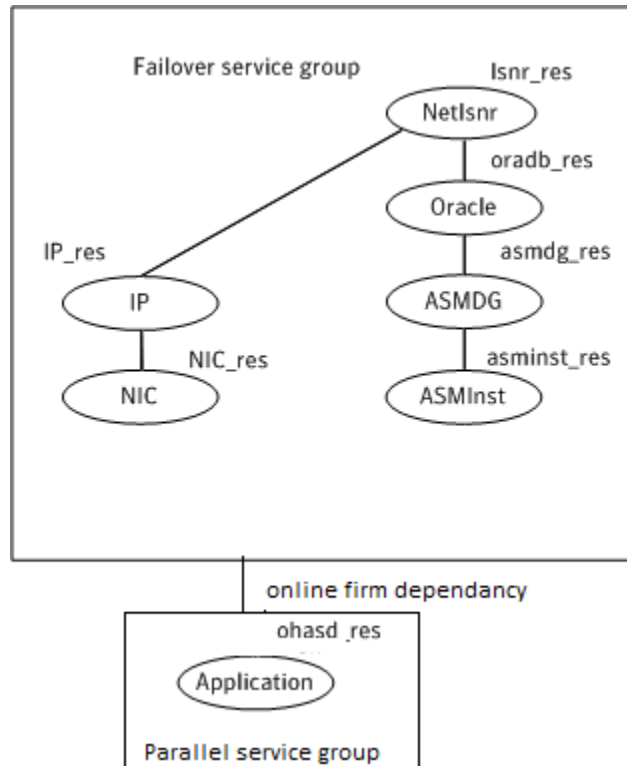 Failover service group
lsnr_res
Netlsnr
oradb_res
Oracle
IP_res
asmdg_res
IP
ASMDG
NIC_res
asminst_res
NIC
ASMInst
online firm dependancy
ohasd_res
Application
Parallel service group